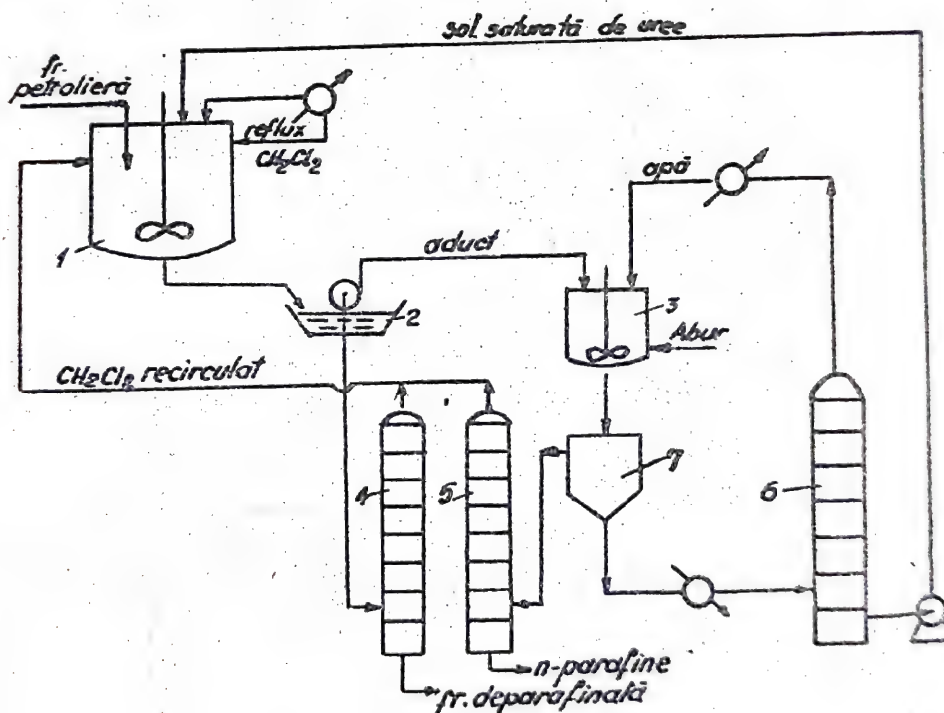 sol. saturată de uree
fr.
petrolieră
reflux
CH2Cl2
apă
1
aduct
2
3
Abur
CH2Cl2 recirculat
4
5
7
6
n-parafine
fr. deparafinată